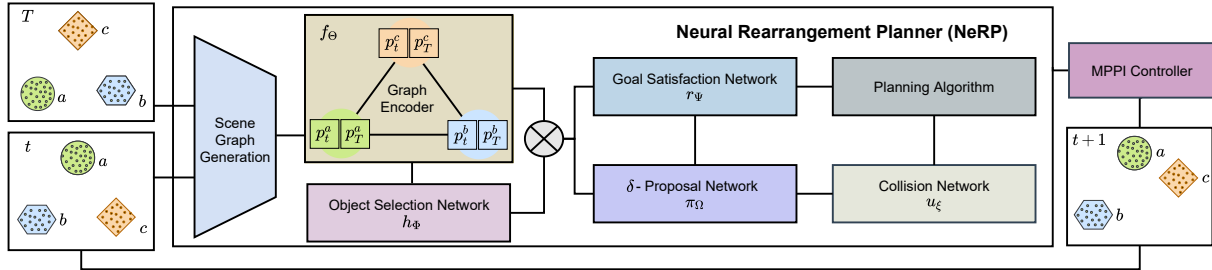 T
c
a
b
t
a
b
c
Scene
Graph
Generation
f_Θ
p_t^c p_T^c
Graph
Encoder
p_t^a p_T^a
p_t^b p_T^b
Object Selection Network
h_Φ
Neural Rearrangement Planner (NeRP)
Goal Satisfaction Network
r_Ψ
Planning Algorithm
δ - Proposal Network
π_Ω
Collision Network
u_ξ
MPPI Controller
t + 1
a
c
b